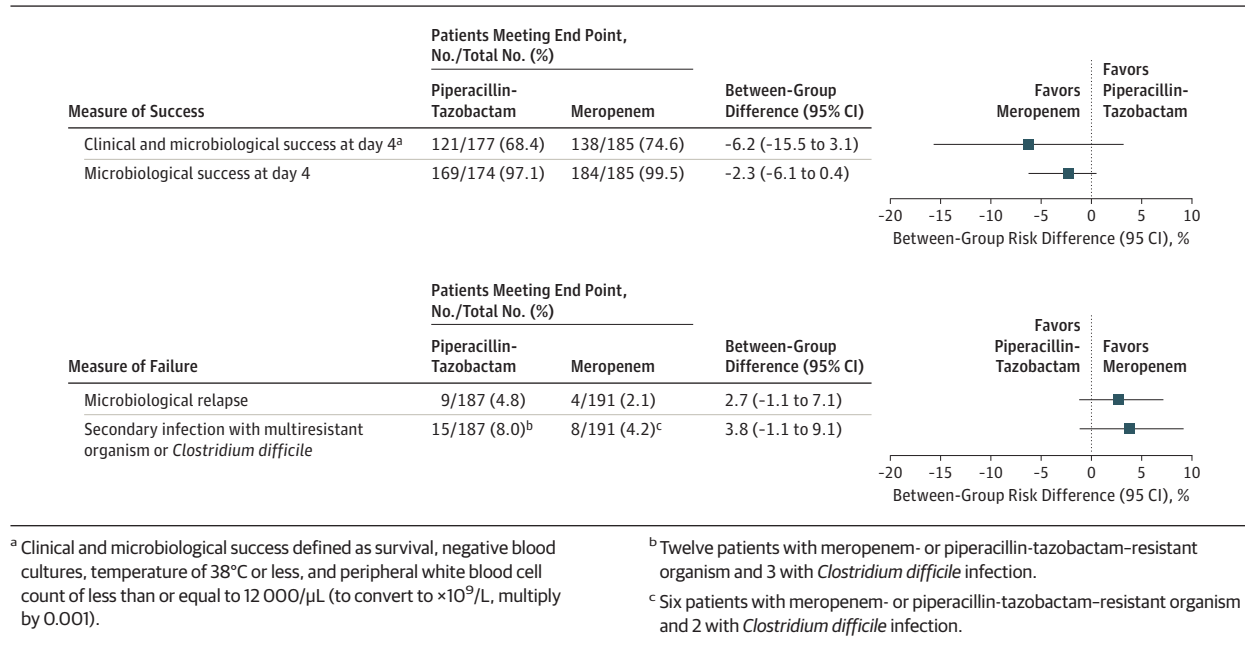 Patients Meeting End Point,
No./Total No. (%)
Measure of Success
Piperacillin-
Tazobactam
Meropenem
Between-Group
Difference (95% CI)
Favors
Meropenem
Favors
Piperacillin-
Tazobactam
Clinical and microbiological success at day 4a 121/177 (68.4) 138/185 (74.6) -6.2 (-15.5 to 3.1)
Microbiological success at day 4 169/174 (97.1) 184/185 (99.5) -2.3 (-6.1 to 0.4)
-20 -15 -10 -5 0 5 10
Between-Group Risk Difference (95 CI), %
Patients Meeting End Point,
No./Total No. (%)
Measure of Failure
Piperacillin-
Tazobactam
Meropenem
Between-Group
Difference (95% CI)
Favors
Piperacillin-
Tazobactam
Favors
Meropenem
Microbiological relapse 9/187 (4.8) 4/191 (2.1) 2.7 (-1.1 to 7.1)
Secondary infection with multiresistant 15/187 (8.0)b 8/191 (4.2)c 3.8 (-1.1 to 9.1)
organism or Clostridium difficile
-20 -15 -10 -5 0 5 10
Between-Group Risk Difference (95 CI), %
a Clinical and microbiological success defined as survival, negative blood
cultures, temperature of 38°C or less, and peripheral white blood cell
count of less than or equal to 12 000/μL (to convert to ×10⁹/L, multiply
by 0.001).
b Twelve patients with meropenem- or piperacillin-tazobactam–resistant
organism and 3 with Clostridium difficile infection.
c Six patients with meropenem- or piperacillin-tazobactam–resistant organism
and 2 with Clostridium difficile infection.